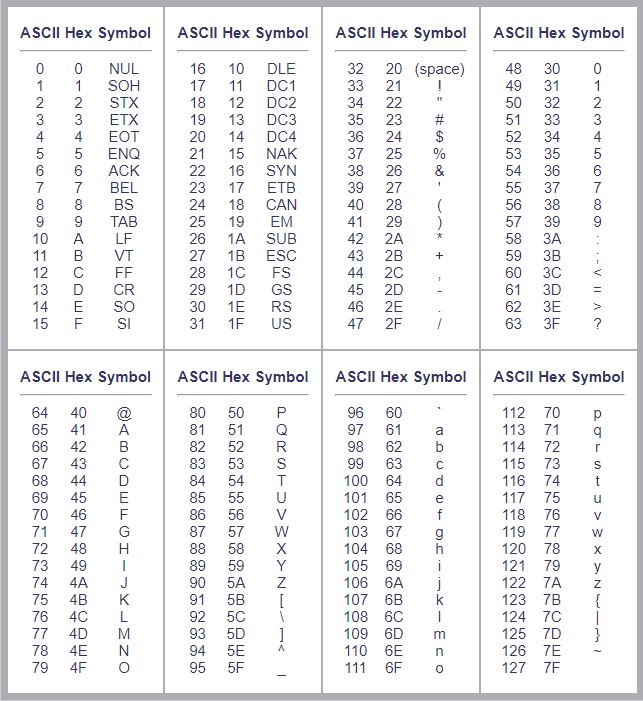 ASCII Hex Symbol
0 0 NUL
1 1 SOH
2 2 STX
3 3 ETX
4 4 EOT
5 5 ENQ
6 6 ACK
7 7 BEL
8 8 BS
9 9 TAB
10 A LF
11 B VT
12 C FF
13 D CR
14 E SO
15 F SI
ASCII Hex Symbol
16 10 DLE
17 11 DC1
18 12 DC2
19 13 DC3
20 14 DC4
21 15 NAK
22 16 SYN
23 17 ETB
24 18 CAN
25 19 EM
26 1A SUB
27 1B ESC
28 1C FS
29 1D GS
30 1E RS
31 1F US
ASCII Hex Symbol
32 20 (space)
33 21 !
34 22 "
35 23 #
36 24 $
37 25 %
38 26 &
39 27 '
40 28 (
41 29 )
42 2A *
43 2B +
44 2C ,
45 2D -
46 2E .
47 2F /
ASCII Hex Symbol
48 30 0
49 31 1
50 32 2
51 33 3
52 34 4
53 35 5
54 36 6
55 37 7
56 38 8
57 39 9
58 3A :
59 3B ;
60 3C <
61 3D =
62 3E >
63 3F ?
ASCII Hex Symbol
64 40 @
65 41 A
66 42 B
67 43 C
68 44 D
69 45 E
70 46 F
71 47 G
72 48 H
73 49 I
74 4A J
75 4B K
76 4C L
77 4D M
78 4E N
79 4F O
ASCII Hex Symbol
80 50 P
81 51 Q
82 52 R
83 53 S
84 54 T
85 55 U
86 56 V
87 57 W
88 58 X
89 59 Y
90 5A Z
91 5B [
92 5C \
93 5D ]
94 5E ^
95 5F _
ASCII Hex Symbol
96 60 `
97 61 a
98 62 b
99 63 c
100 64 d
101 65 e
102 66 f
103 67 g
104 68 h
105 69 i
106 6A j
107 6B k
108 6C l
109 6D m
110 6E n
111 6F o
ASCII Hex Symbol
112 70 p
113 71 q
114 72 r
115 73 s
116 74 t
117 75 u
118 76 v
119 77 w
120 78 x
121 79 y
122 7A z
123 7B {
124 7C |
125 7D }
126 7E ~
127 7F